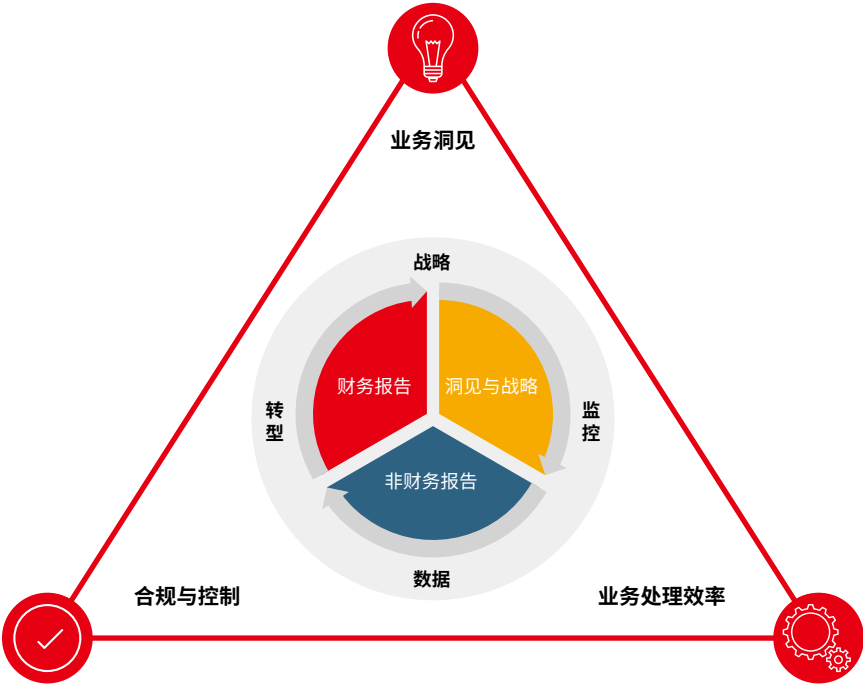 业务洞见
战略
财务报告
洞见与战略
转
型
监
控
非财务报告
数据
合规与控制
业务处理效率